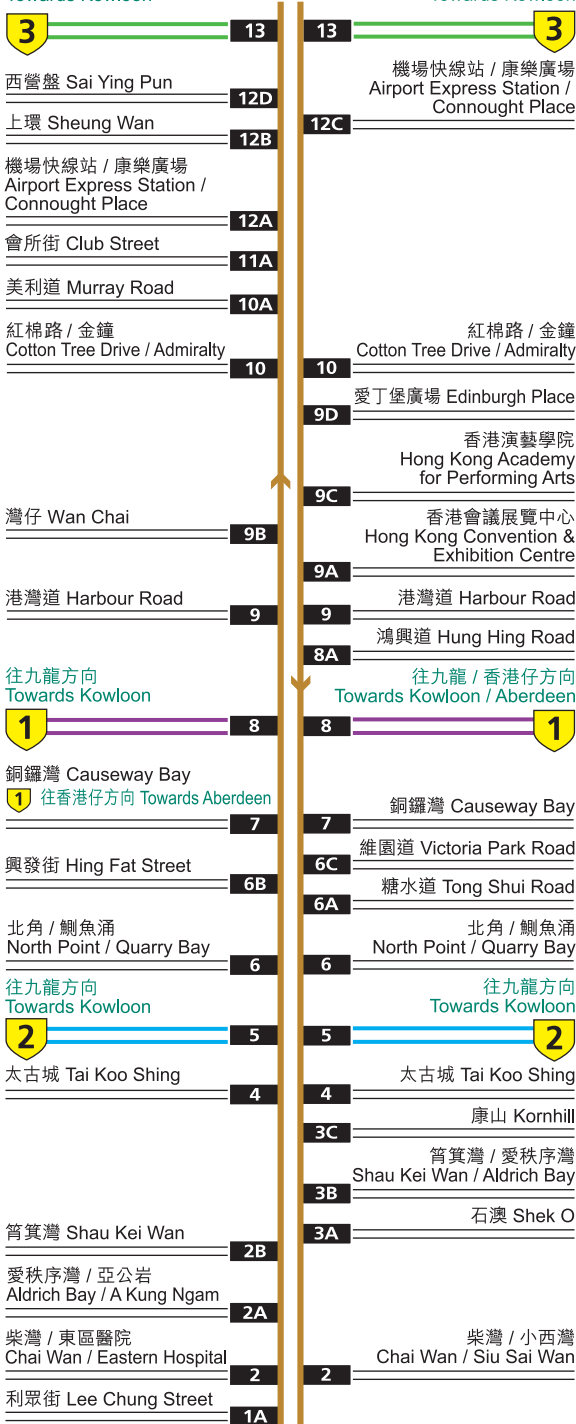 Towards Kowloon
3
13
西營盤 Sai Ying Pun
12D
上環 Sheung Wan
12B
機場快線站 / 康樂廣場
Airport Express Station /
Connought Place
12A
會所街 Club Street
11A
美利道 Murray Road
10A
紅棉路 / 金鐘
Cotton Tree Drive / Admiralty
10
灣仔 Wan Chai
9B
港灣道 Harbour Road
9
往九龍方向
Towards Kowloon
1
8
銅鑼灣 Causeway Bay
1 往香港仔方向 Towards Aberdeen
7
興發街 Hing Fat Street
6B
北角 / 鰂魚涌
North Point / Quarry Bay
6
往九龍方向
Towards Kowloon
2
5
太古城 Tai Koo Shing
4
筲箕灣 Shau Kei Wan
2B
愛秩序灣 / 亞公岩
Aldrich Bay / A Kung Ngam
2A
柴灣 / 東區醫院
Chai Wan / Eastern Hospital
2
利眾街 Lee Chung Street
1A
Towards Kowloon
13
3
機場快線站 / 康樂廣場
Airport Express Station /
Connought Place
12C
紅棉路 / 金鐘
Cotton Tree Drive / Admiralty
10
愛丁堡廣場 Edinburgh Place
9D
香港演藝學院
Hong Kong Academy
for Performing Arts
9C
香港會議展覽中心
Hong Kong Convention &
Exhibition Centre
9A
港灣道 Harbour Road
9
鴻興道 Hung Hing Road
8A
往九龍 / 香港仔方向
Towards Kowloon / Aberdeen
8
1
銅鑼灣 Causeway Bay
7
維園道 Victoria Park Road
6C
糖水道 Tong Shui Road
6A
北角 / 鰂魚涌
North Point / Quarry Bay
6
往九龍方向
Towards Kowloon
5
2
太古城 Tai Koo Shing
4
康山 Kornhill
3C
筲箕灣 / 愛秩序灣
Shau Kei Wan / Aldrich Bay
3B
石澳 Shek O
3A
柴灣 / 小西灣
Chai Wan / Siu Sai Wan
2